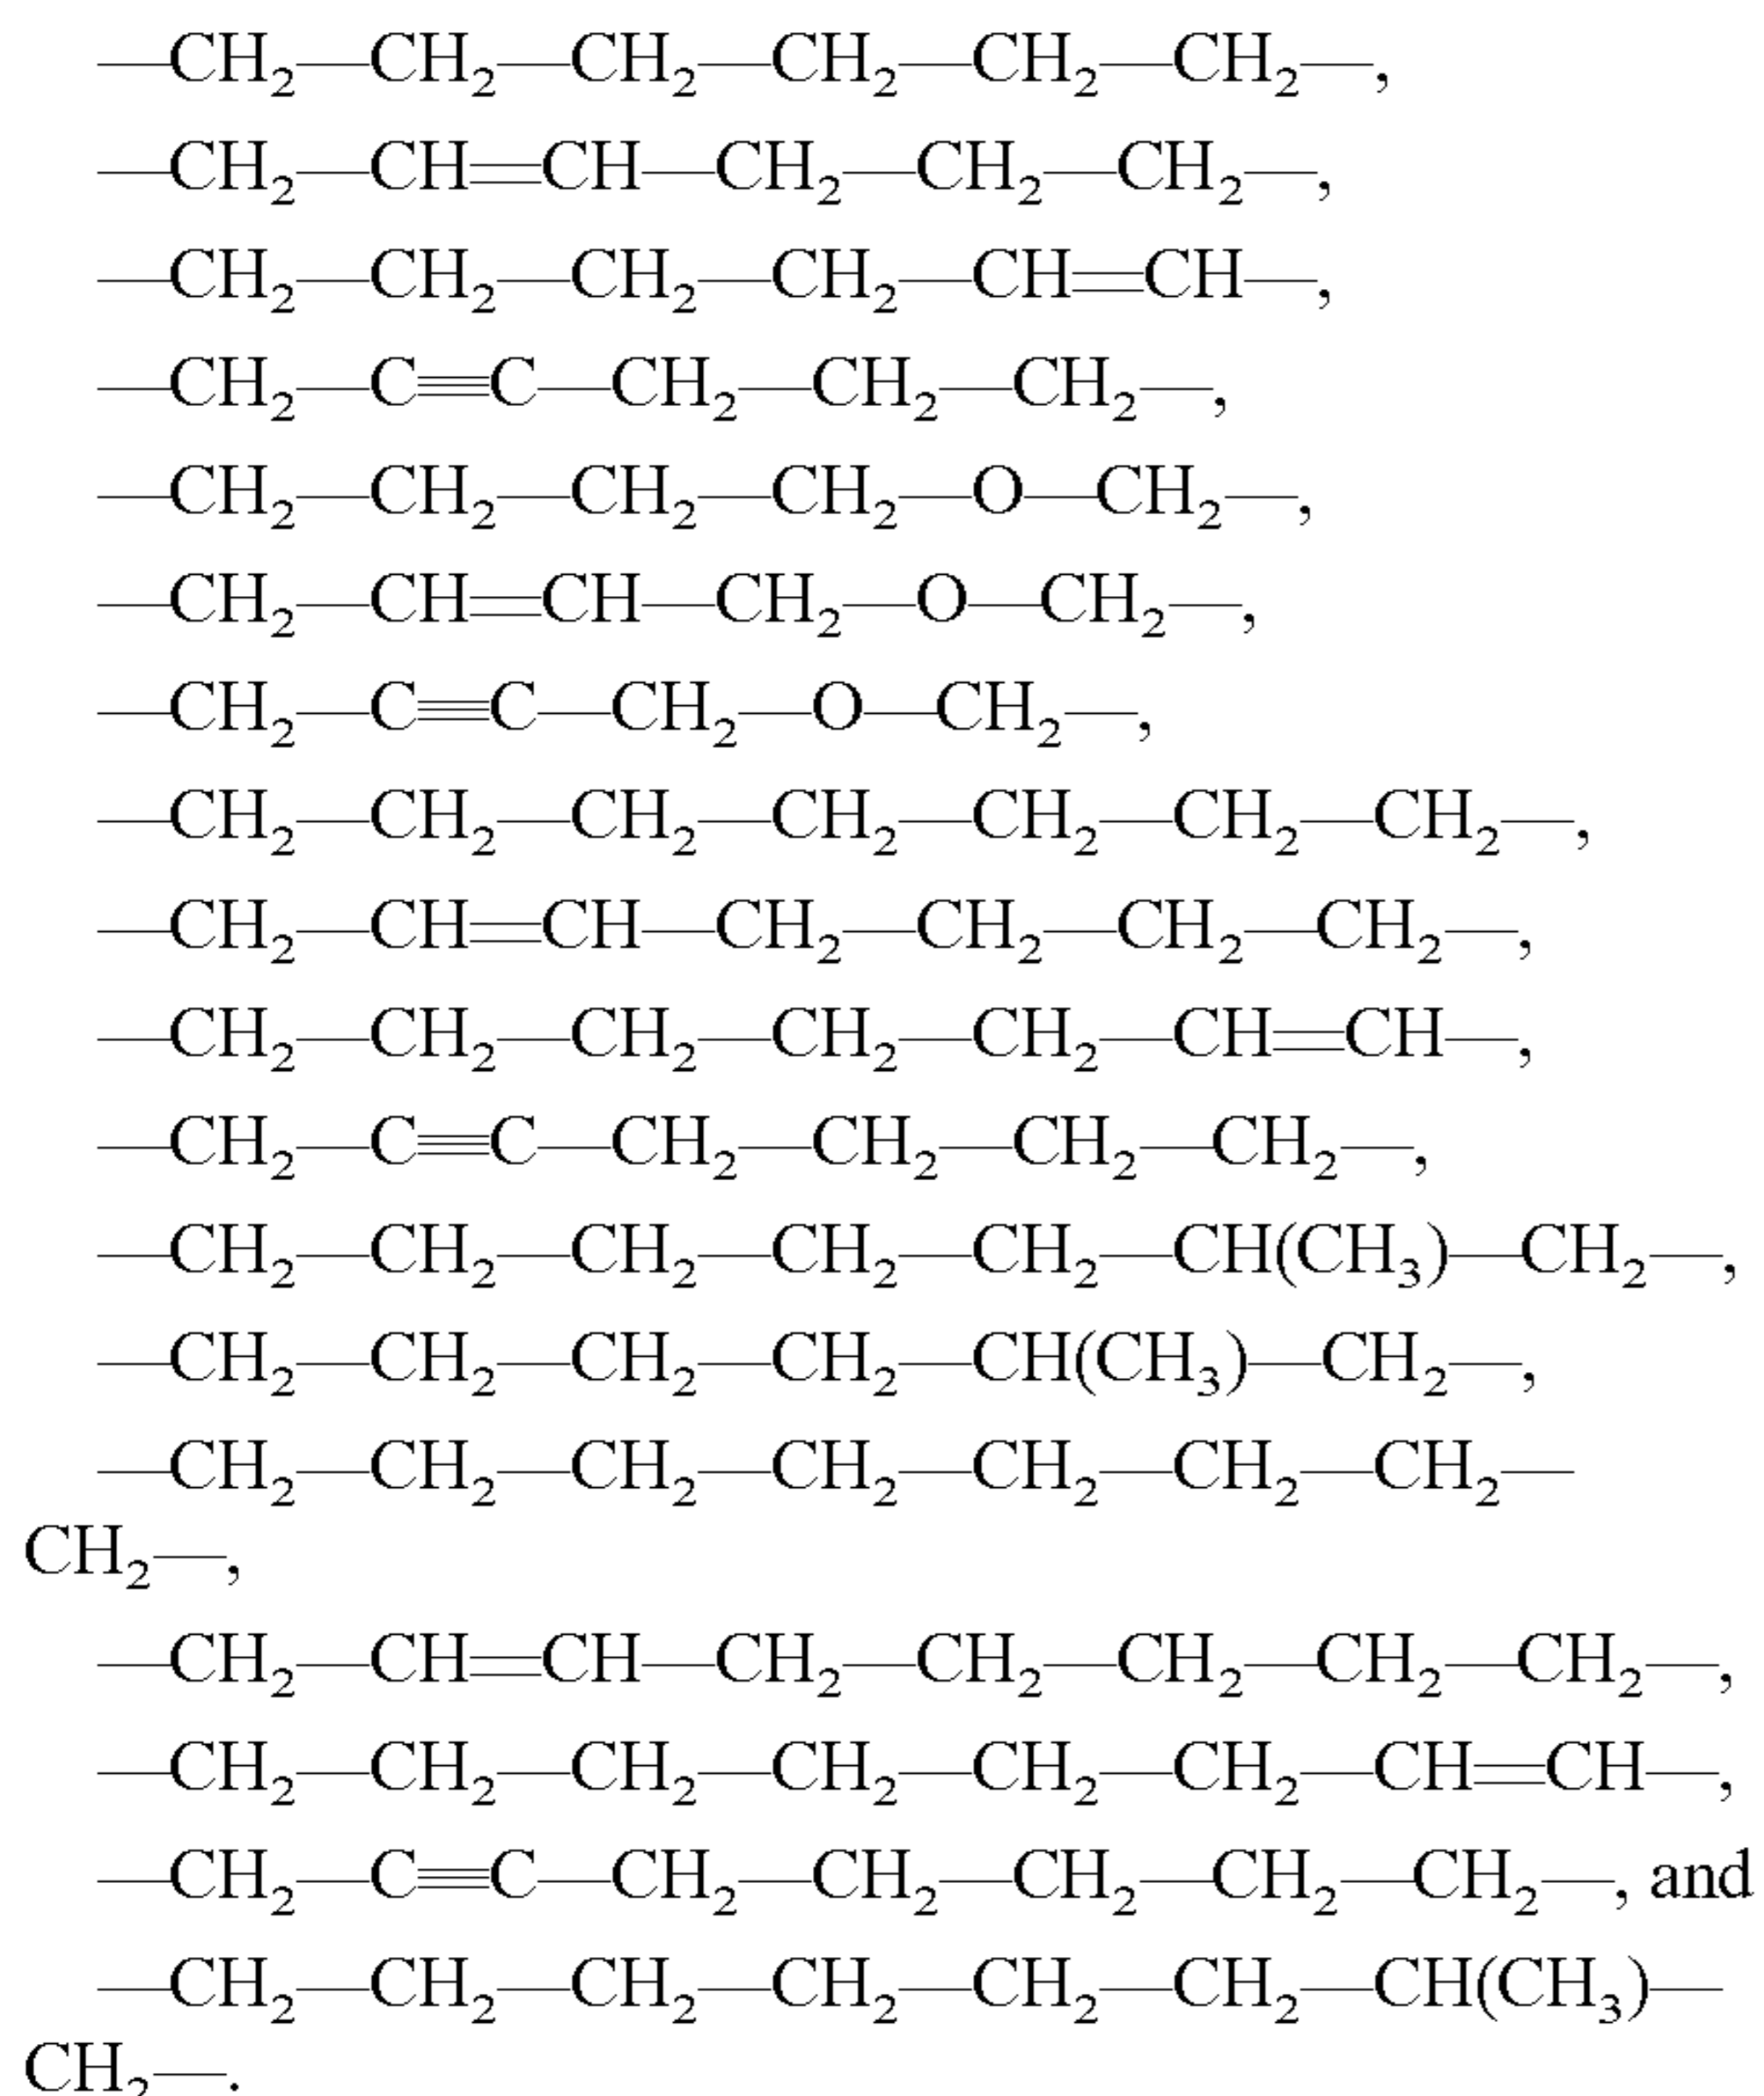 —CH₂—CH₂—CH₂—CH₂—CH₂—CH₂—,
—CH₂—CH=CH—CH₂—CH₂—CH₂—,
—CH₂—CH₂—CH₂—CH₂—CH=CH—,
—CH₂—C≡C—CH₂—CH₂—CH₂—,
—CH₂—CH₂—CH₂—CH₂—O—CH₂—,
—CH₂—CH=CH—CH₂—O—CH₂—,
—CH₂—C≡C—CH₂—O—CH₂—,
—CH₂—CH₂—CH₂—CH₂—CH₂—CH₂—CH₂—,
—CH₂—CH=CH—CH₂—CH₂—CH₂—CH₂—,
—CH₂—CH₂—CH₂—CH₂—CH₂—CH=CH—,
—CH₂—C≡C—CH₂—CH₂—CH₂—CH₂—,
—CH₂—CH₂—CH₂—CH₂—CH₂—CH(CH₃)—CH₂—,
—CH₂—CH₂—CH₂—CH₂—CH(CH₃)—CH₂—,
—CH₂—CH₂—CH₂—CH₂—CH₂—CH₂—CH₂—
CH₂—,
—CH₂—CH=CH—CH₂—CH₂—CH₂—CH₂—CH₂—,
—CH₂—CH₂—CH₂—CH₂—CH₂—CH₂—CH=CH—,
—CH₂—C≡C—CH₂—CH₂—CH₂—CH₂—CH₂—, and
—CH₂—CH₂—CH₂—CH₂—CH₂—CH₂—CH(CH₃)—
CH₂—.